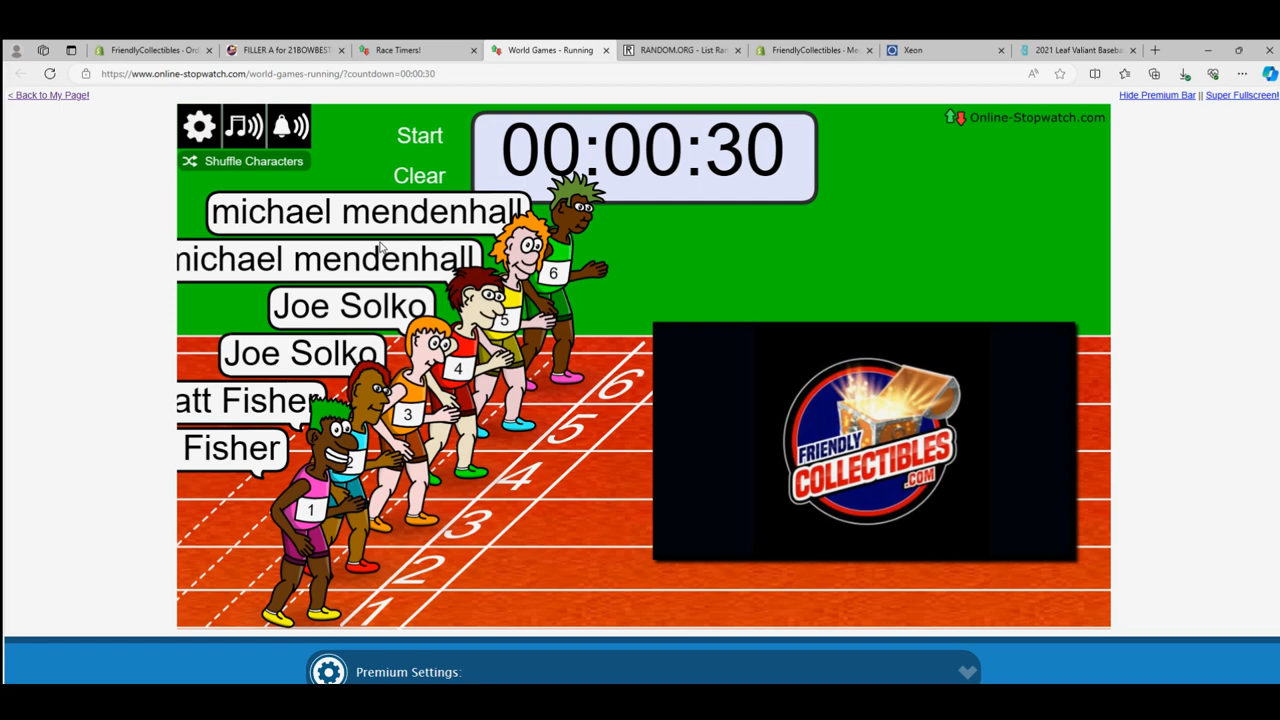 FriendlyCollectibles - Ord
FILLER A for 21BOWBEST
Race Timers!
World Games - Running
RANDOM.ORG - List Ran
FriendlyCollectibles - Me
Xeon
2021 Leaf Valiant Baseba
https://www.online-stopwatch.com/world-games-running/?countdown=00:00:30
< Back to My Page!
Hide Premium Bar || Super Fullscreen!
Start
Clear
00:00:30
Online-Stopwatch.com
Shuffle Characters
michael mendenhall
michael mendenhall
Joe Solko
Joe Solko
att Fisher
Fisher
6
5
4
3
1
6
5
4
3
2
1
FRIENDLY
COLLECTIBLES
.COM
Premium Settings: